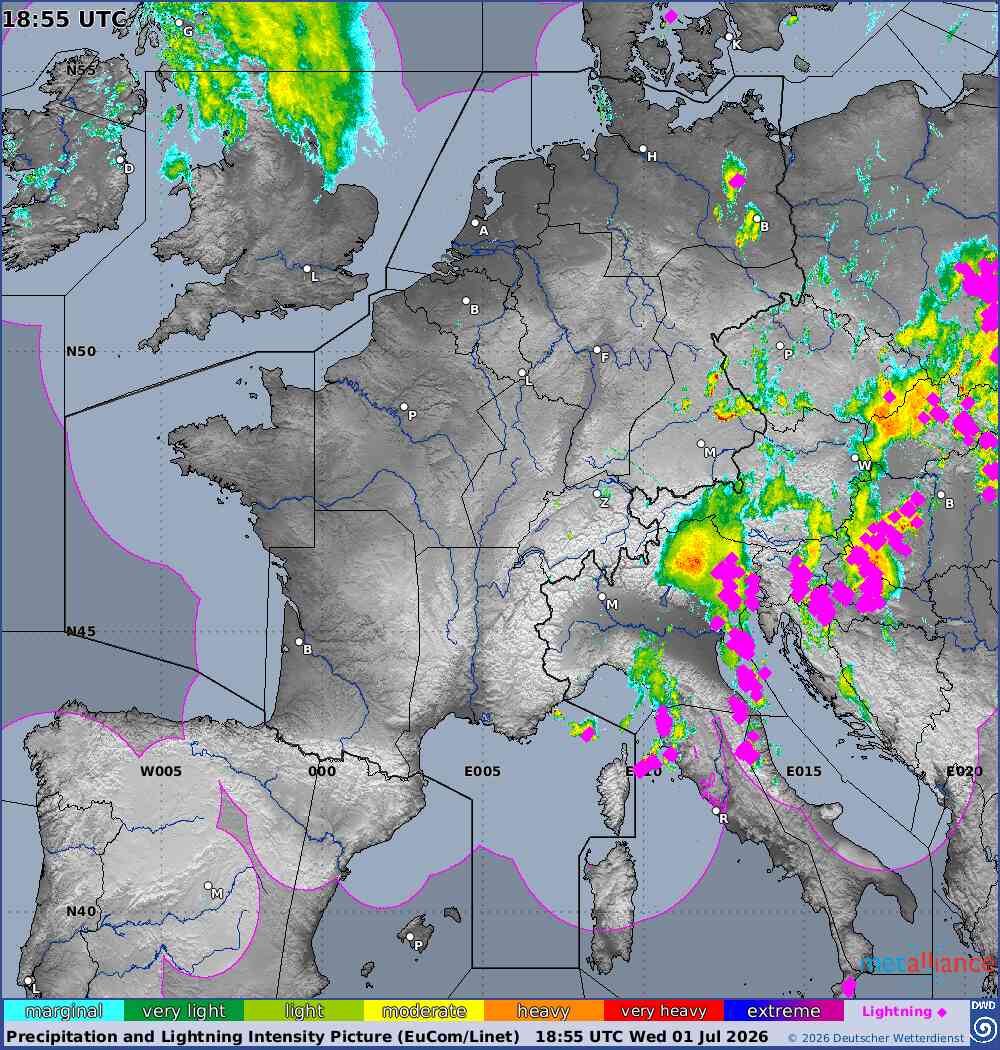 18:55 UTC
G
K
N55
H
D
A
B
L
B
N50
F
P
L
P
M
W
Z
B
M
N45
B
W005
000
E005
E010
E015
E020
R
M
N40
P
L
metalliance
marginal very light light moderate heavy very heavy extreme Lightning
DWD
Precipitation and Lightning Intensity Picture (EuCom/Linet) 18:55 UTC Wed 01 Jul 2026 © 2026 Deutscher Wetterdienst